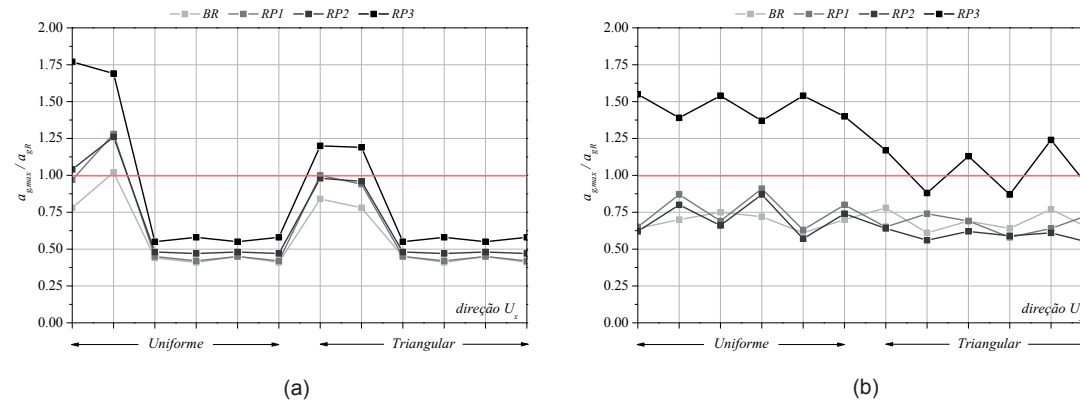 BR RP1 RP2 RP3
2.00
1.75
1.50
1.25
1.00
0.75
0.50
0.25
0.00
a_g,max / a_gR
direção U_x
Uniforme Triangular
(a)
BR RP1 RP2 RP3
2.00
1.75
1.50
1.25
1.00
0.75
0.50
0.25
0.00
a_g,max / a_gR
direção U
Uniforme Triangular
(b)